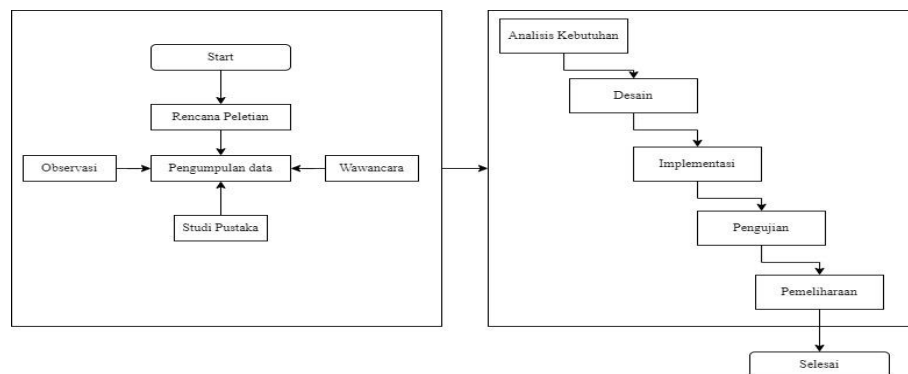 Start
Rencana Peletian
Observasi
Pengumpulan data
Wawancara
Studi Pustaka
Analisis Kebutuhan
Desain
Implementasi
Pengujian
Pemeliharaan
Selesai